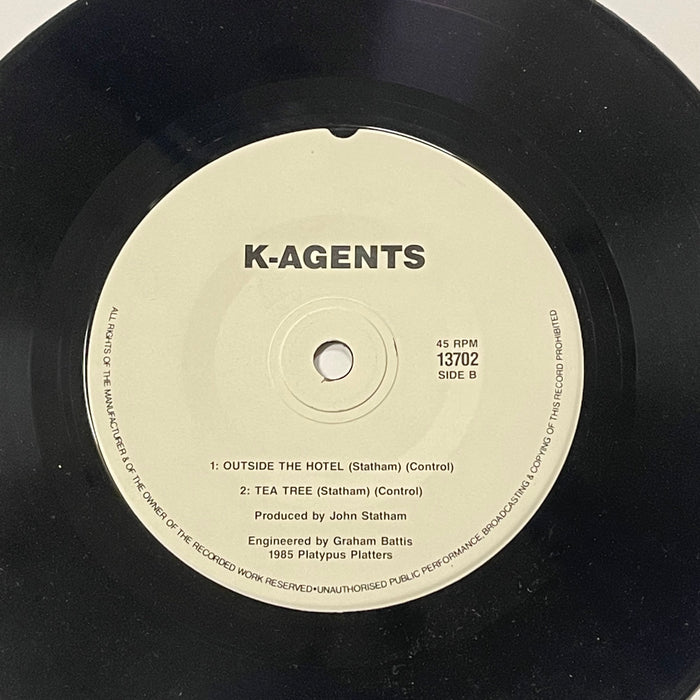 K-AGENTS
45 RPM
13702
SIDE B
1: OUTSIDE THE HOTEL (Statham) (Control)
2: TEA TREE (Statham) (Control)
Produced by John Statham
Engineered by Graham Battis
1985 Platypus Platters
ALL RIGHTS OF THE MANUFACTURER & OF THE OWNER OF THE RECORDED WORK RESERVED•UNAUTHORISED PUBLIC PERFORMANCE BROADCASTING & COPYING OF THIS RECORD PROHIBITED